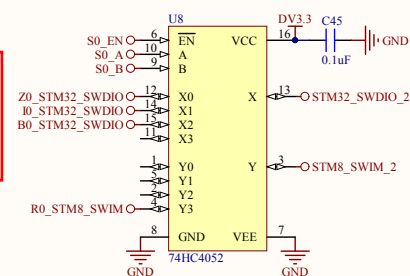 U8
DV3.3
C45
S0_EN 6 EN VCC 16 GND
S0_A 10 A 0.1uF
S0_B 9 B
Z0_STM32_SWDIO 12 X0 X 13 STM32_SWDIO_2
I0_STM32_SWDIO 14 X1
B0_STM32_SWDIO 15 X2
11 X3
1 Y0 Y 3 STM8_SWIM_2
5 Y1
2 Y2
R0_STM8_SWIM 4 Y3
8 GND VEE 7
74HC4052
GND GND